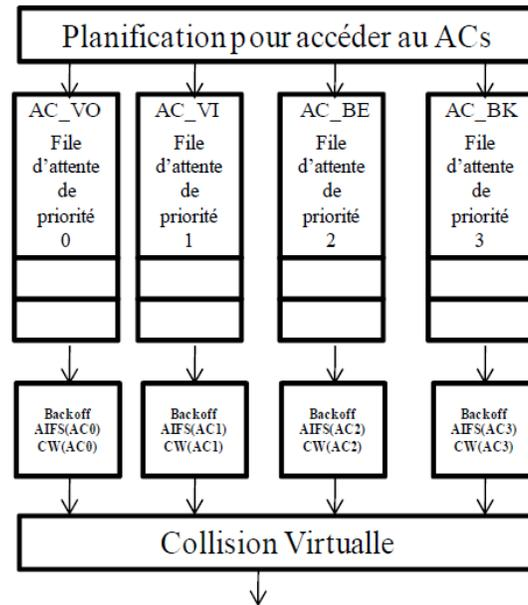 Planification pour accéder au ACs
AC_VO
File
d'attente
de
priorité
0
AC_VI
File
d'attente
de
priorité
1
AC_BE
File
d'attente
de
priorité
2
AC_BK
File
d'attente
de
priorité
3
Backoff
AIFS(AC0)
CW(AC0)
Backoff
AIFS(AC1)
CW(AC1)
Backoff
AIFS(AC2)
CW(AC2)
Backoff
AIFS(AC3)
CW(AC3)
Collision Virtualle